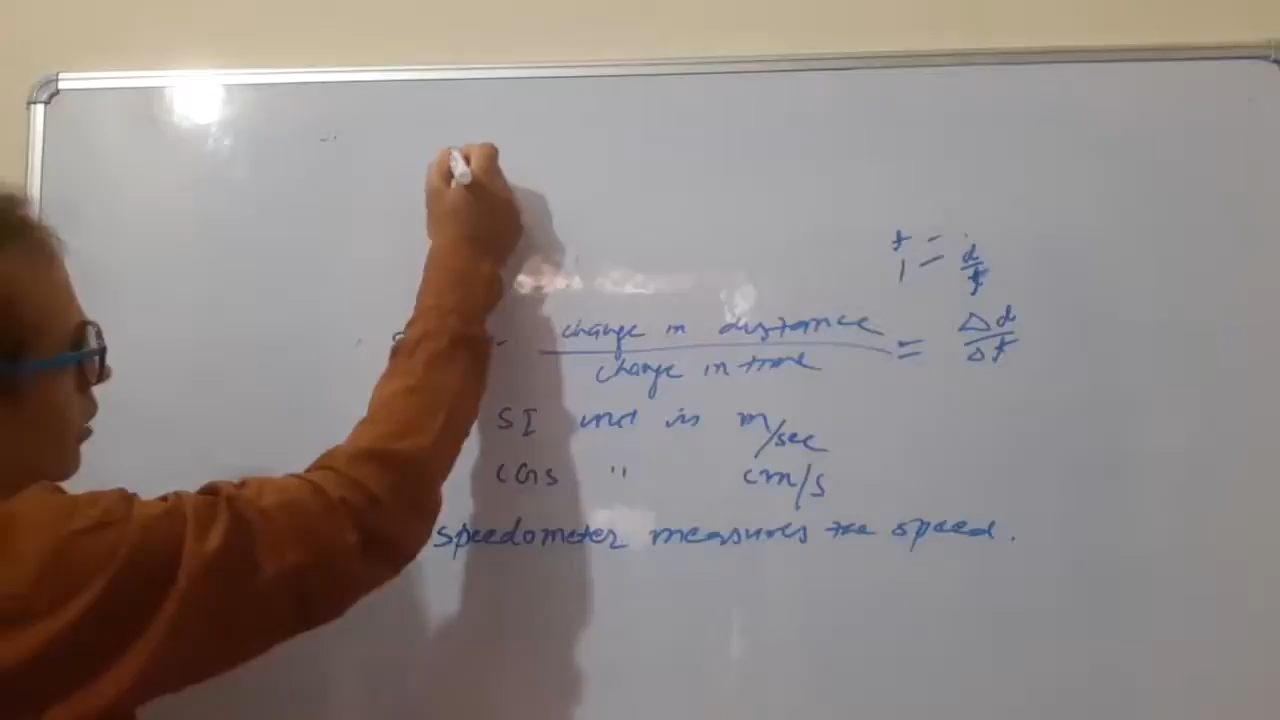 = d/t
change in distance / change in time = Δd/Δt
SI unit is m/sec
CGS " cm/s
speedometer measures the speed.